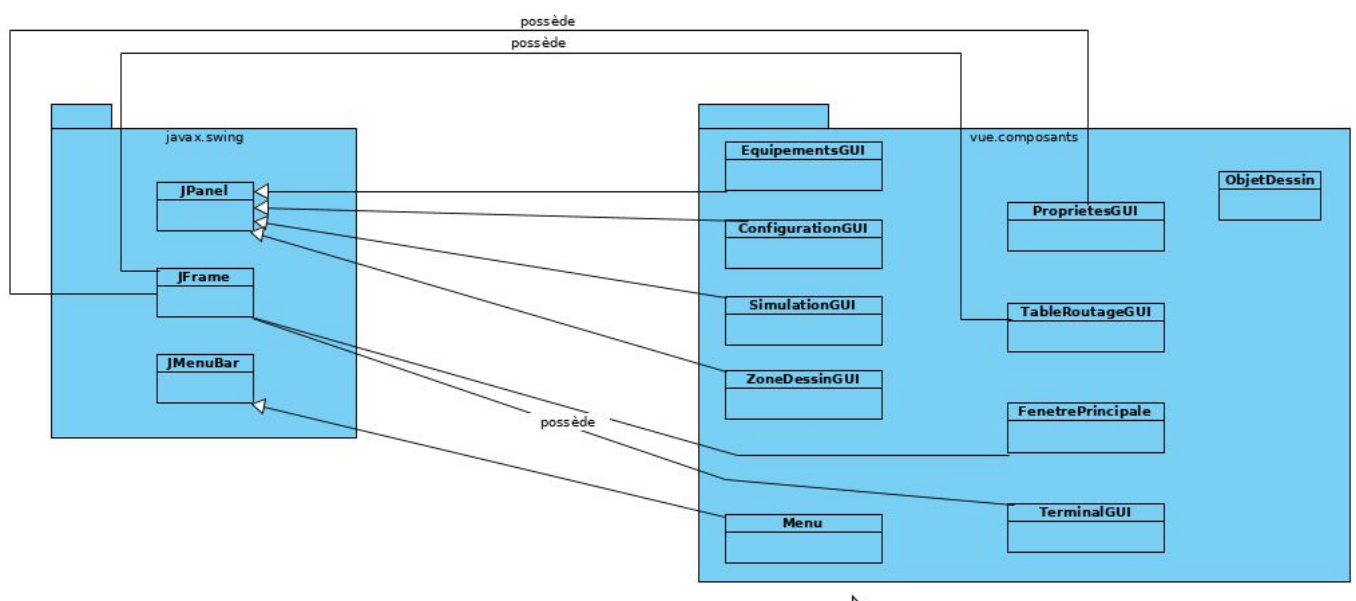 possède
possède
javax.swing
JPanel
JFrame
JMenuBar
possède
vue.composants
EquipementsGUI
ConfigurationGUI
SimulationGUI
ZoneDessinGUI
Menu
ProprietesGUI
TableRoutageGUI
FenetrePrincipale
TerminalGUI
ObjetDessin